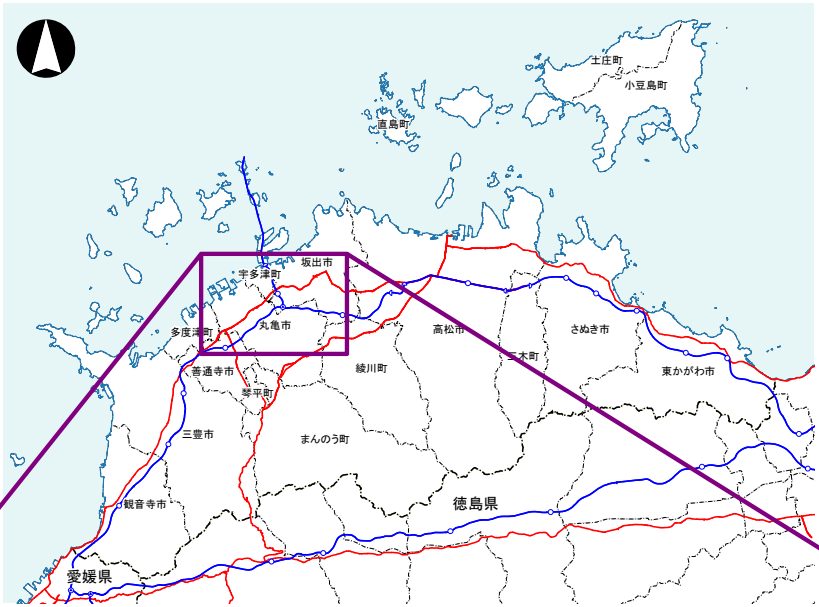 土庄町
小豆島町
直島町
坂出市
宇多津町
多度津町
丸亀市
高松市
さぬき市
三木町
善通寺市
綾川町
東かがわ市
琴平町
三豊市
まんのう町
観音寺市
徳島県
愛媛県